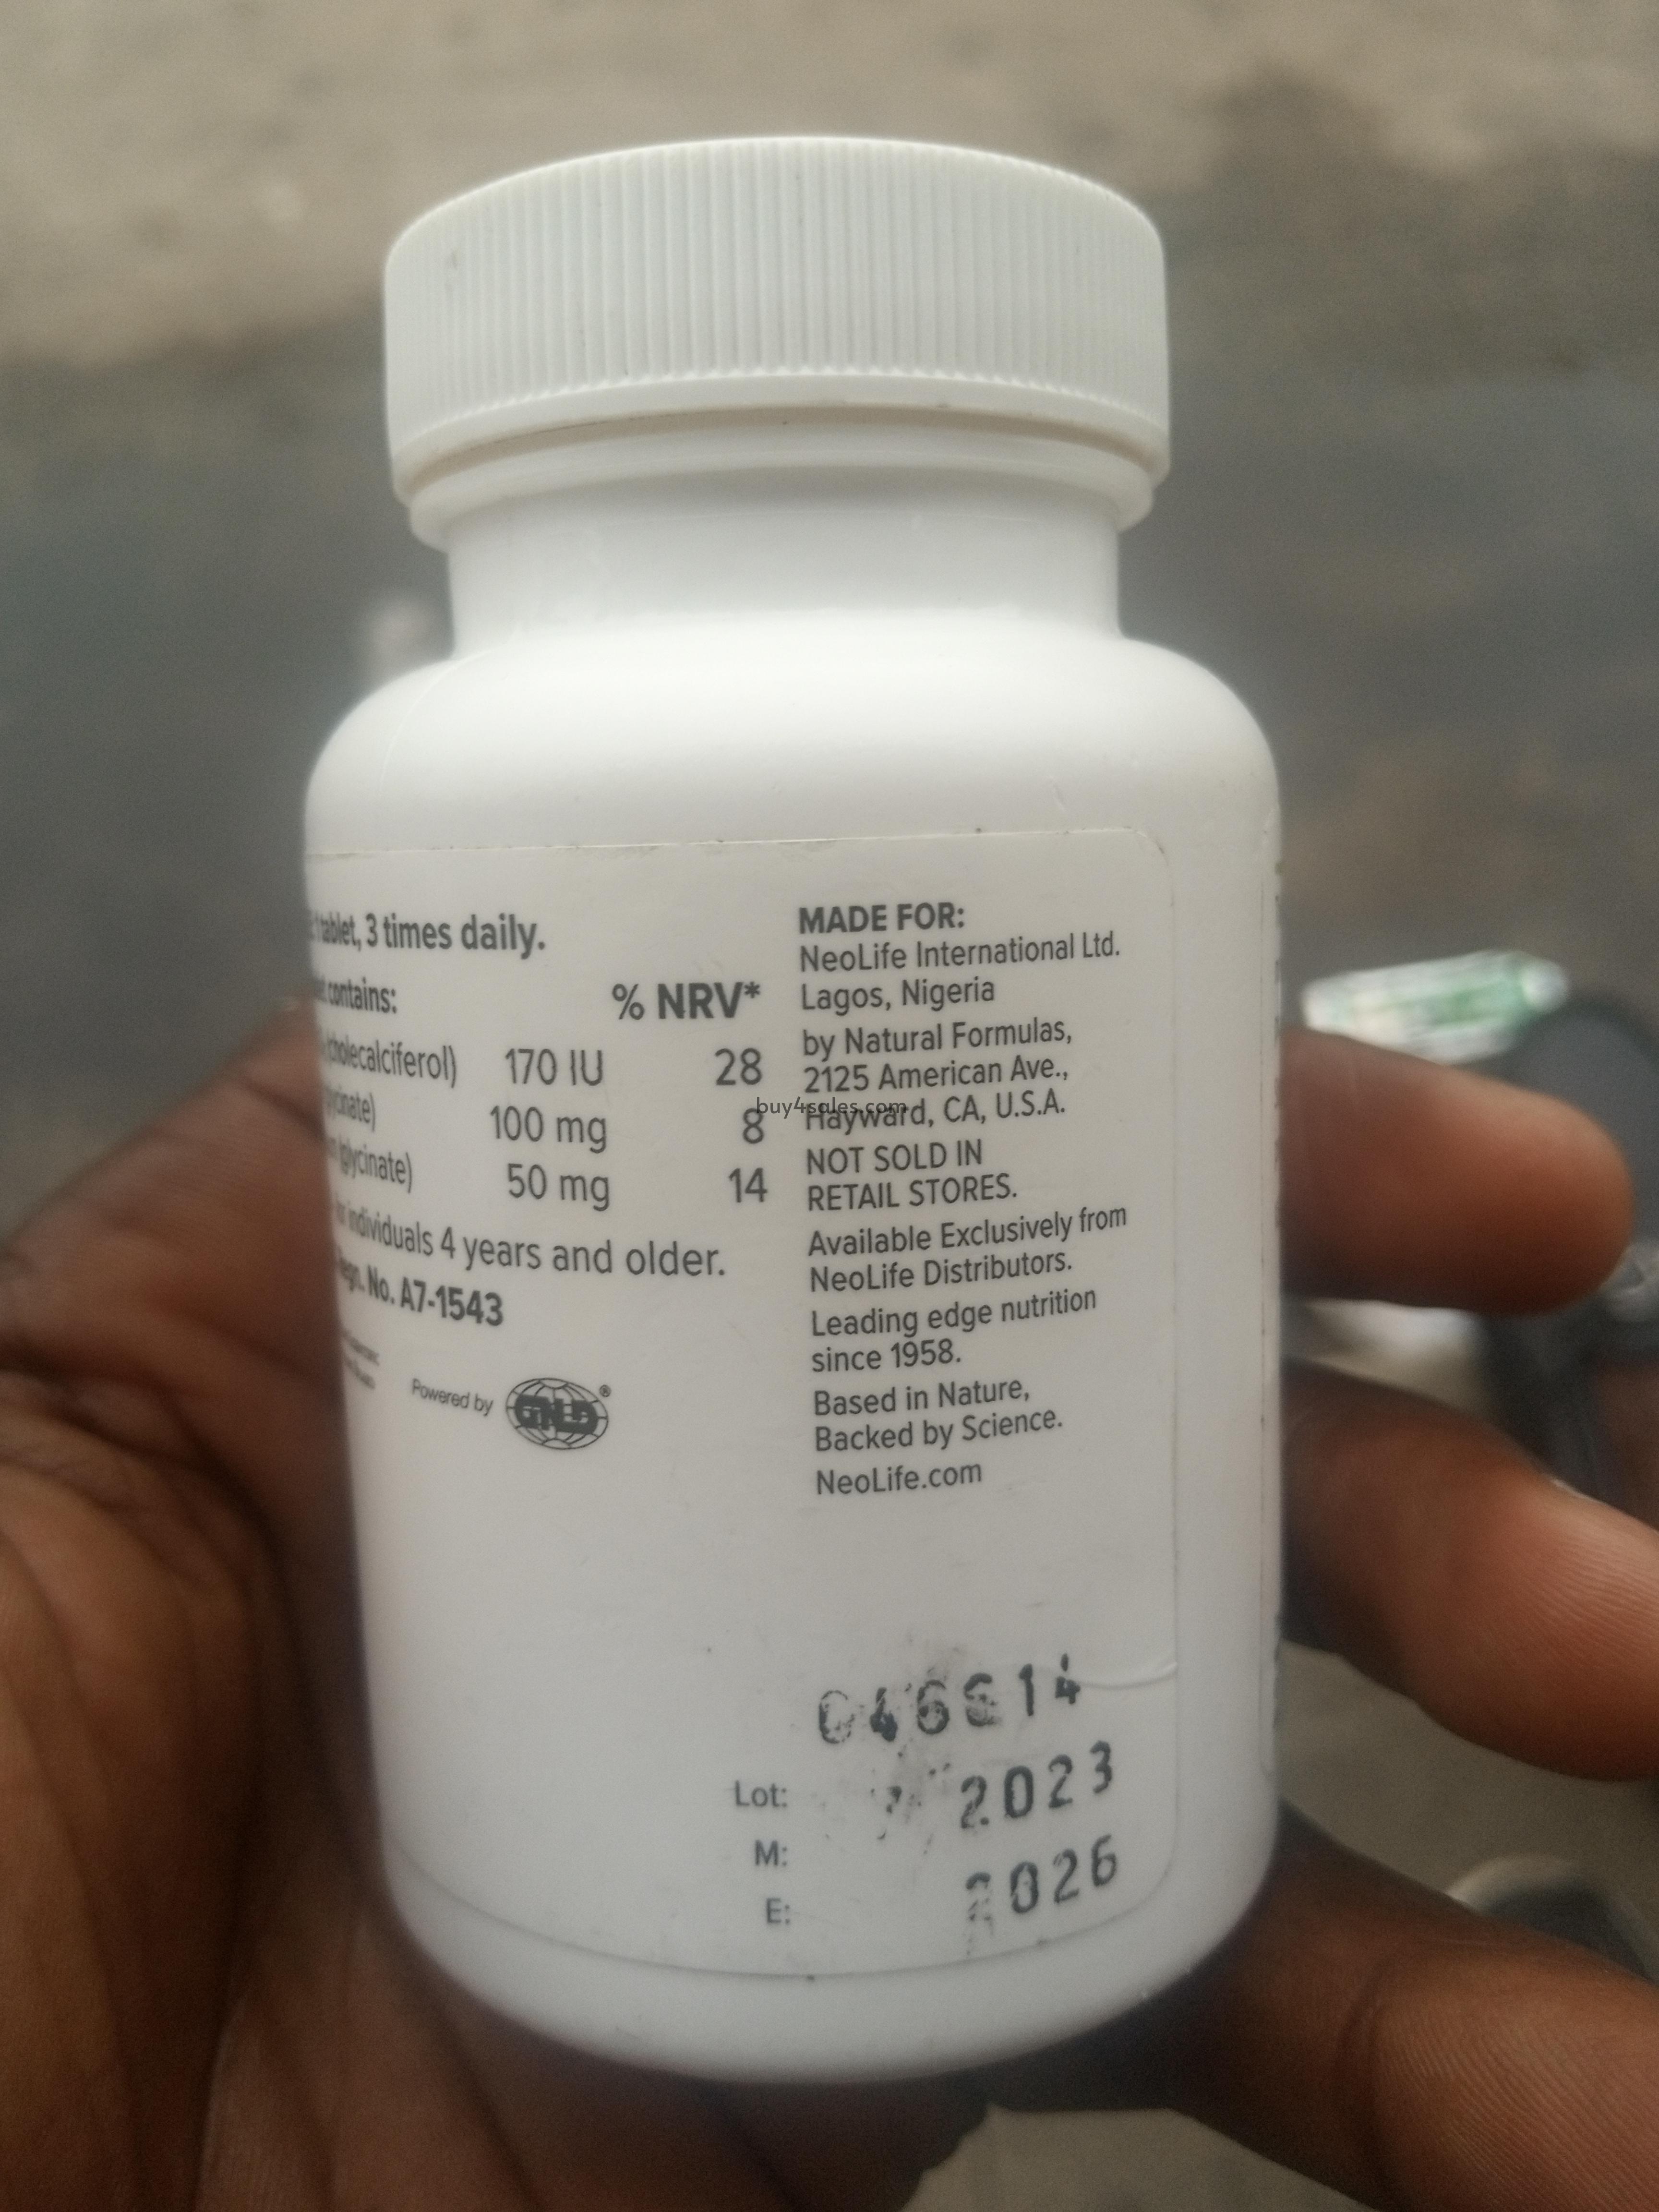 tablet, 3 times daily.
contains:
% NRV*
(cholecalciferol) 170 IU 28
100 mg 8
glycinate) 50 mg 14
individuals 4 years and older.
No. A7-1543
Powered by GNLD®
MADE FOR:
NeoLife International Ltd.
Lagos, Nigeria
by Natural Formulas,
2125 American Ave.,
Hayward, CA, U.S.A.
NOT SOLD IN
RETAIL STORES.
Available Exclusively from
NeoLife Distributors.
Leading edge nutrition
since 1958.
Based in Nature,
Backed by Science.
NeoLife.com
Lot:
M: 2023
E: 2026
buy4sales.com